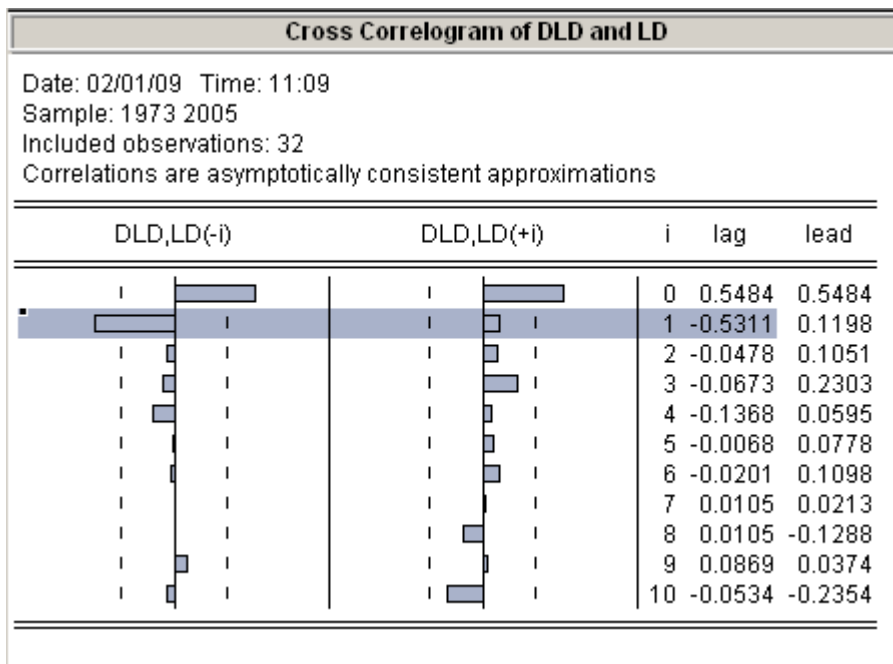 Cross Correlogram of DLD and LD
Date: 02/01/09 Time: 11:09
Sample: 1973 2005
Included observations: 32
Correlations are asymptotically consistent approximations
DLD,LD(-i) DLD,LD(+i) i lag lead
0 0.5484 0.5484
1 -0.5311 0.1198
2 -0.0478 0.1051
3 -0.0673 0.2303
4 -0.1368 0.0595
5 -0.0068 0.0778
6 -0.0201 0.1098
7 0.0105 0.0213
8 0.0105 -0.1288
9 0.0869 0.0374
10 -0.0534 -0.2354